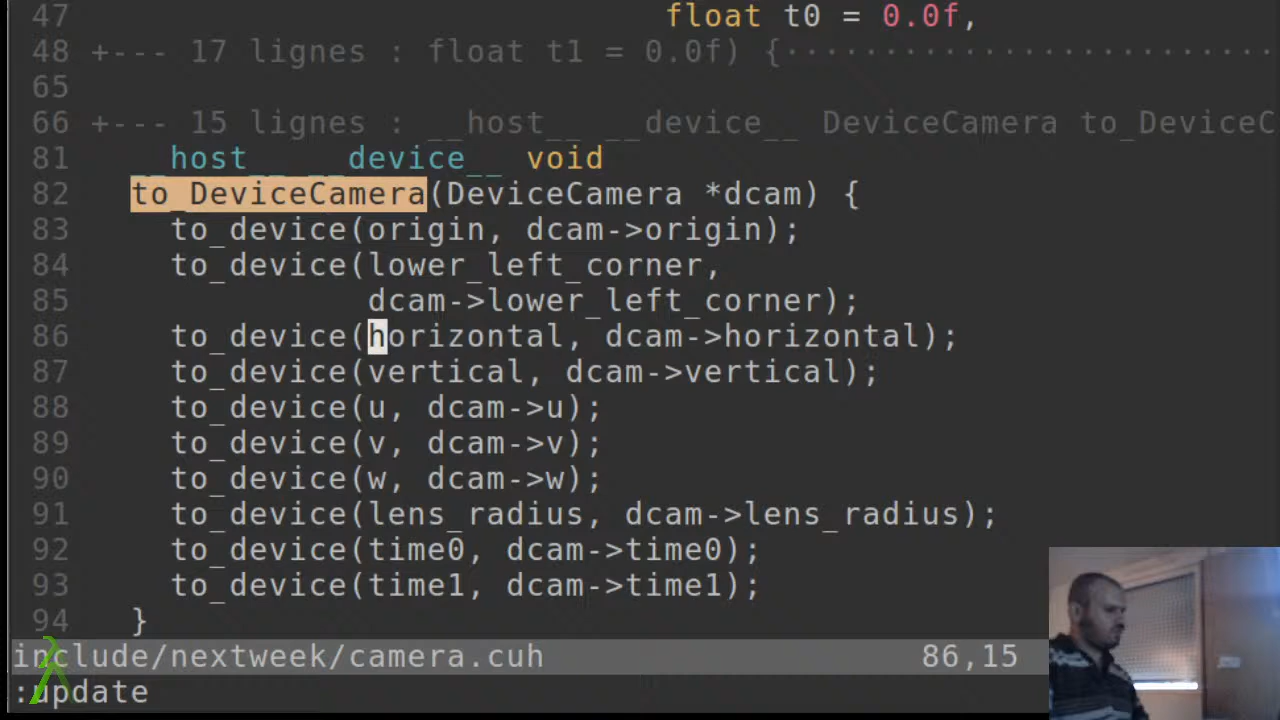 47 float t0 = 0.0f,
48 +--- 17 lignes : float t1 = 0.0f) {····························
65
66 +--- 15 lignes : __host__ __device__ DeviceCamera to_DeviceC
81 __host__ __device__ void
82 to_DeviceCamera(DeviceCamera *dcam) {
83 to_device(origin, dcam->origin);
84 to_device(lower_left_corner,
85 dcam->lower_left_corner);
86 to_device(horizontal, dcam->horizontal);
87 to_device(vertical, dcam->vertical);
88 to_device(u, dcam->u);
89 to_device(v, dcam->v);
90 to_device(w, dcam->w);
91 to_device(lens_radius, dcam->lens_radius);
92 to_device(time0, dcam->time0);
93 to_device(time1, dcam->time1);
94 }
include/nextweek/camera.cuh 86,15
:update